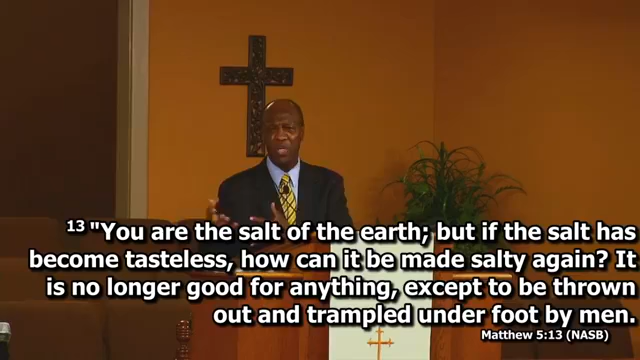 13 "You are the salt of the earth; but if the salt has
become tasteless, how can it be made salty again? It
is no longer good for anything, except to be thrown
out and trampled under foot by men.
Matthew 5:13 (NASB)